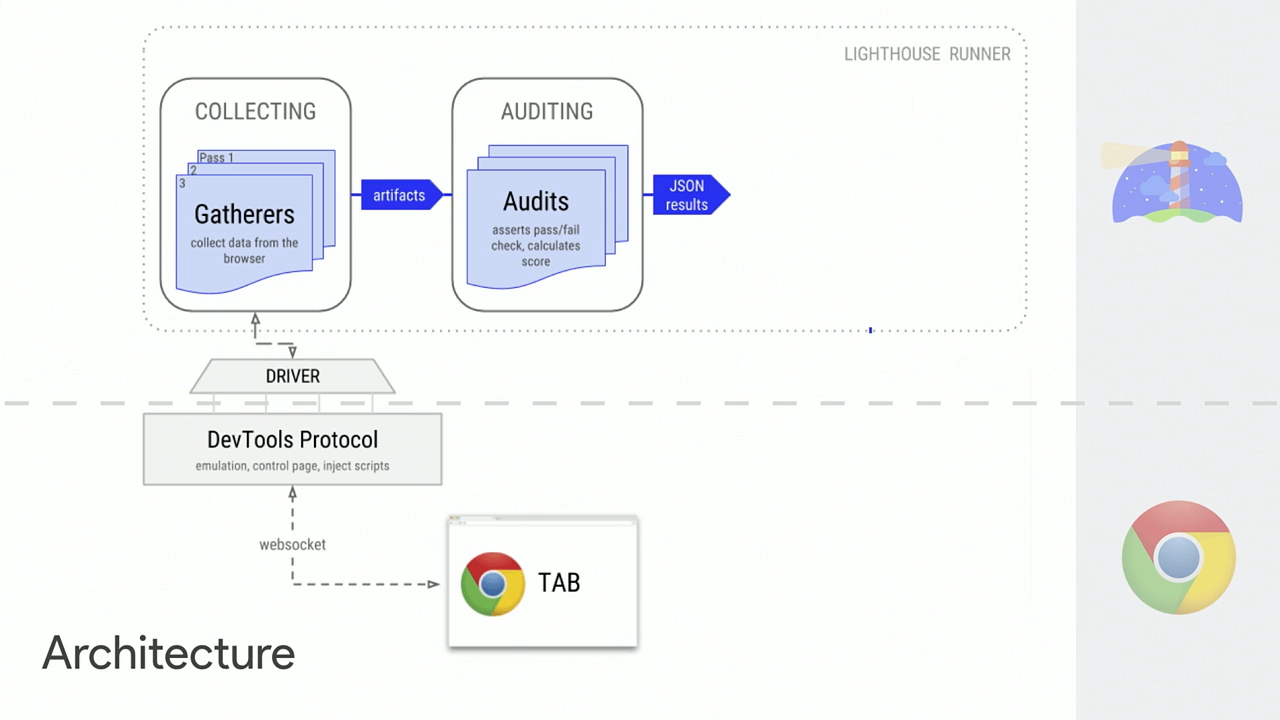 LIGHTHOUSE RUNNER
COLLECTING
Pass 1
2
3
Gatherers
collect data from the
browser
artifacts
AUDITING
Audits
asserts pass/fail
check, calculates
score
JSON
results
DRIVER
DevTools Protocol
emulation, control page, inject scripts
websocket
TAB
Architecture